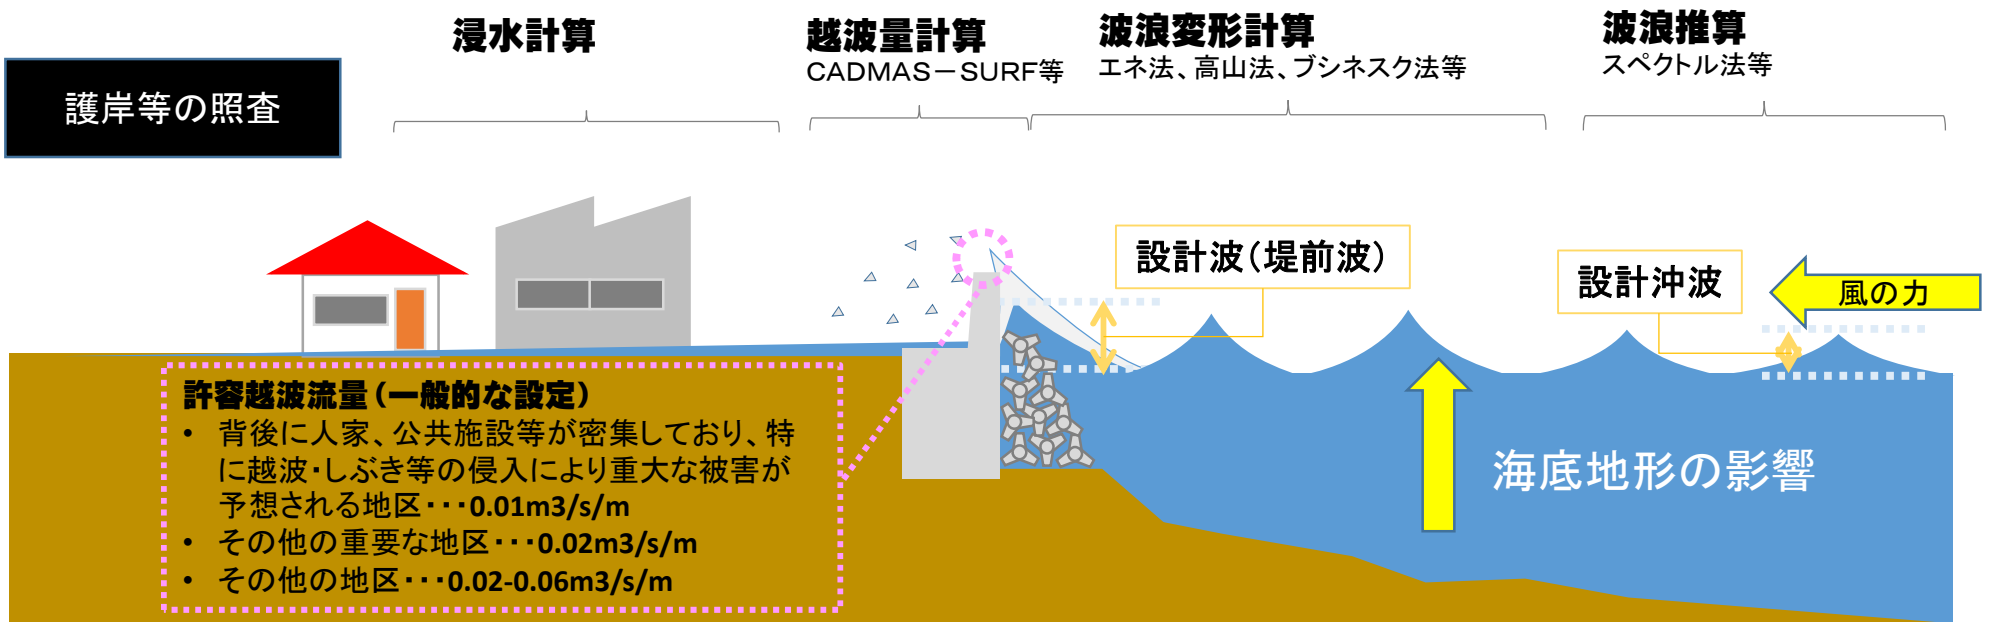 浸水計算
越波量計算
CADMAS－SURF等
波浪変形計算
エネ法、高山法、ブシネスク法等
波浪推算
スペクトル法等
護岸等の照査
設計波（堤前波）
設計沖波
風の力
許容越波流量（一般的な設定）
• 背後に人家、公共施設等が密集しており、特
に越波・しぶき等の侵入により重大な被害が
予想される地区・・・0.01m3/s/m
• その他の重要な地区・・・0.02m3/s/m
• その他の地区・・・0.02-0.06m3/s/m
海底地形の影響